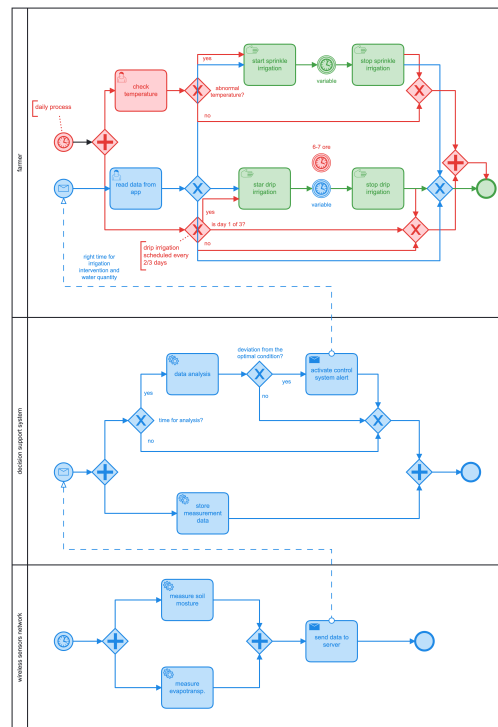 farmer
start sprinkle
irrigation
stop sprinkle
irrigation
yes
check
temperature
variable
abnormal
temperature?
daily process
no
6-7 ore
read data from
app
star drip
irrigation
stop drip
irrigation
variable
yes
is day 1 of 3?
no
drip irrigation
scheduled every
2/3 days
right time for
irrigation
intervention and
water quantity
decision support system
deviation from the
optimal condition?
data analysis
activate control
system alert
yes
yes
no
time for analysis?
no
store
measurement
data
wireless sensors network
measure soil
mosture
send data to
server
measure
evapotransp.